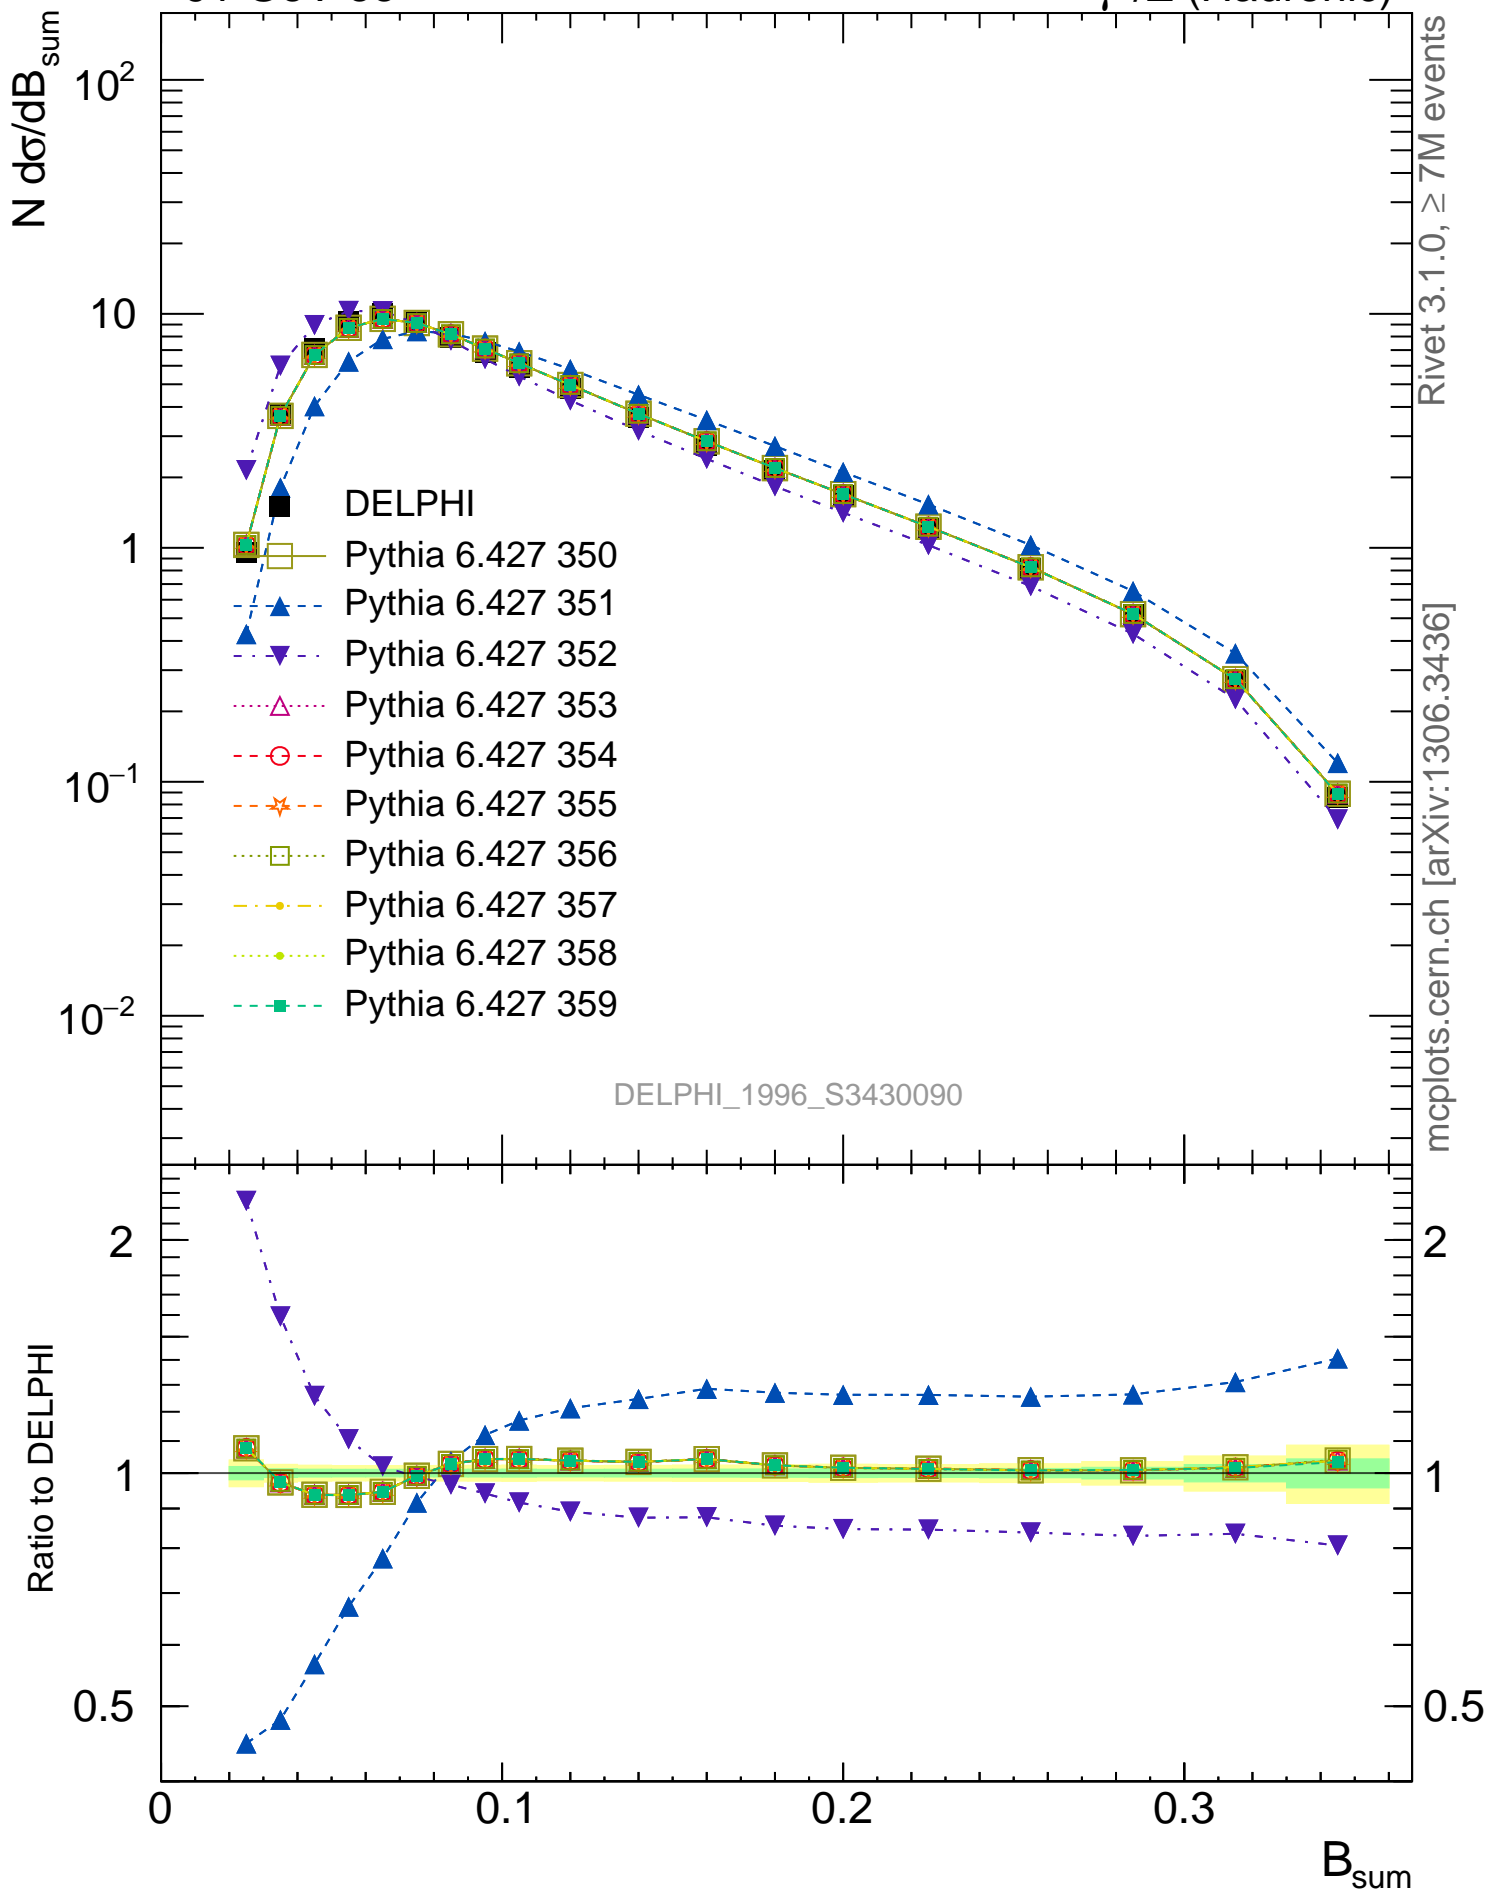 N dσ/dB_sum
10²
10
1
10⁻¹
10⁻²
DELPHI
Pythia 6.427 350
Pythia 6.427 351
Pythia 6.427 352
Pythia 6.427 353
Pythia 6.427 354
Pythia 6.427 355
Pythia 6.427 356
Pythia 6.427 357
Pythia 6.427 358
Pythia 6.427 359
DELPHI_1996_S3430090
Rivet 3.1.0, ≥ 7M events
mcplots.cern.ch [arXiv:1306.3436]
Ratio to DELPHI
2
1
0.5
2
1
0.5
0
0.1
0.2
0.3
B_sum